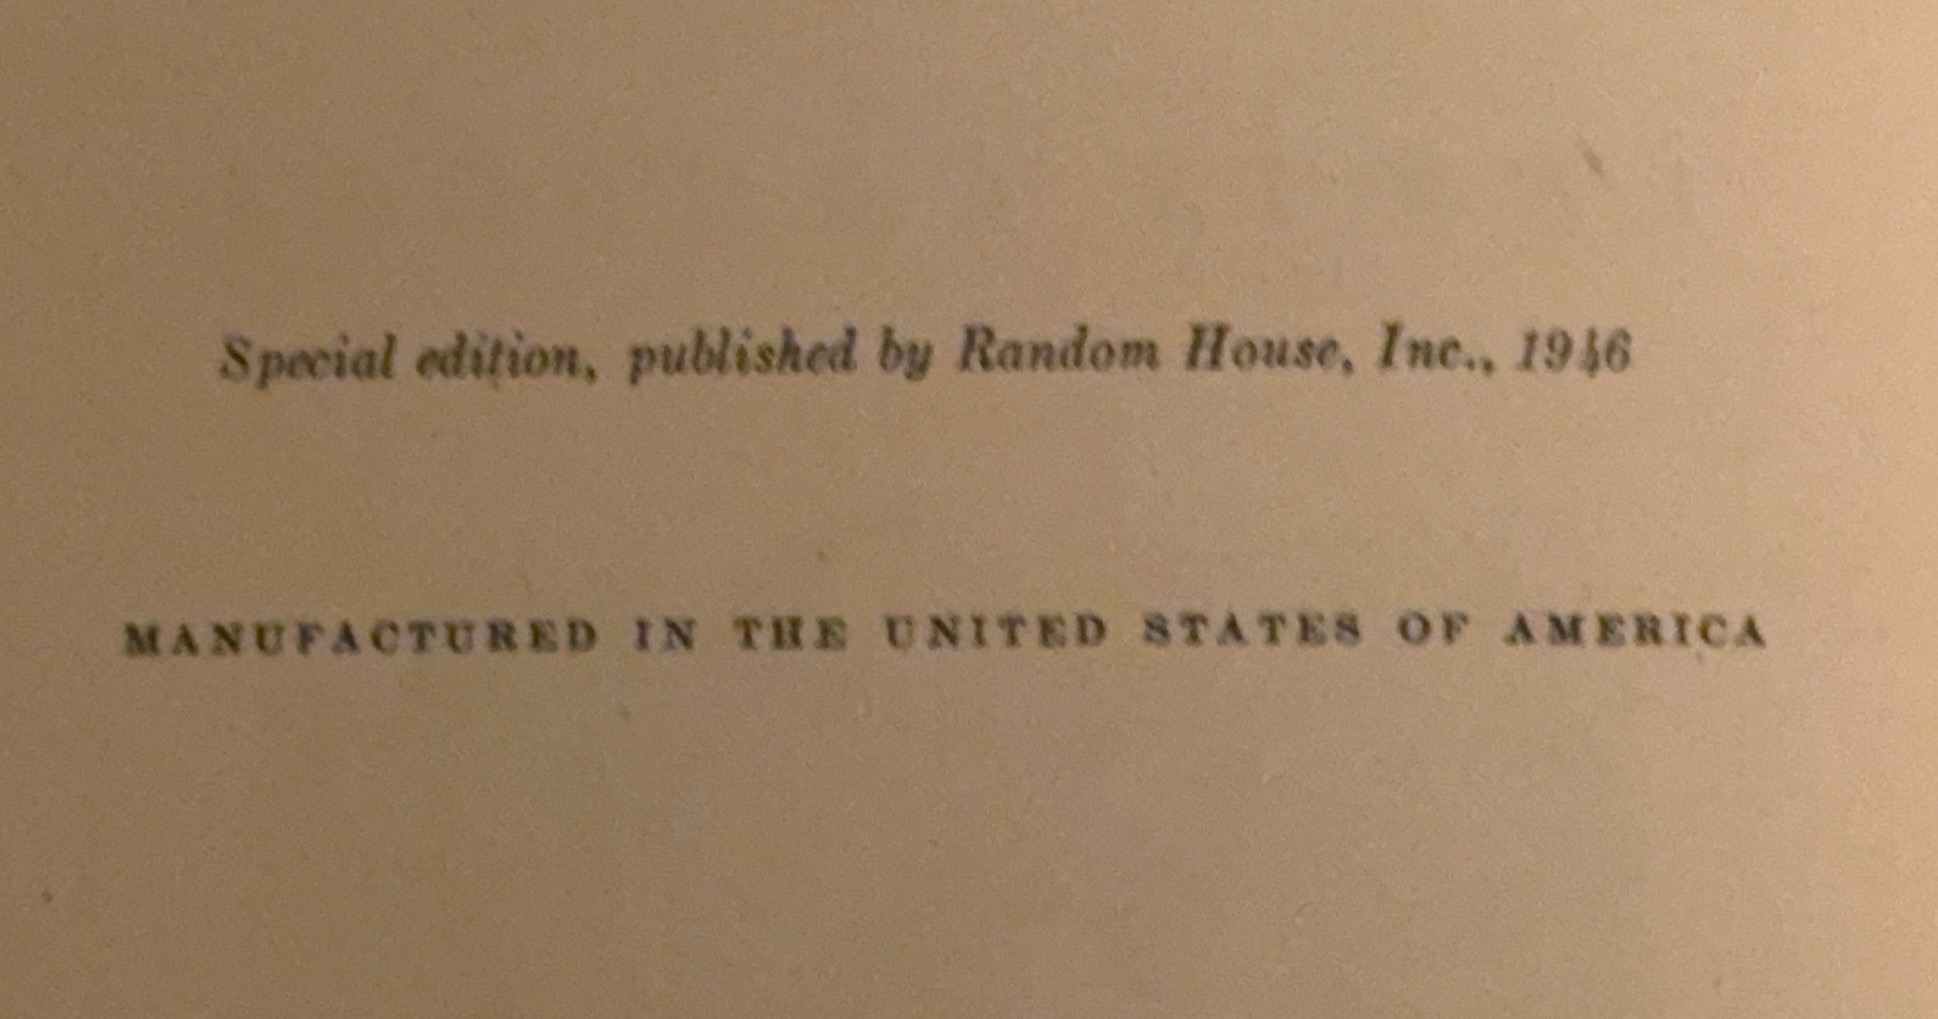 Special edition, published by Random House, Inc., 1946
MANUFACTURED IN THE UNITED STATES OF AMERICA